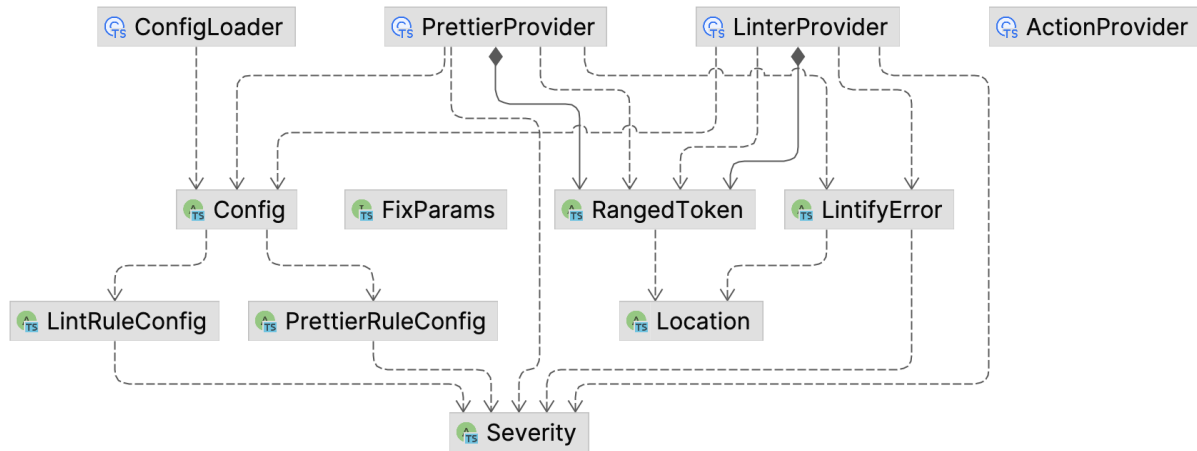 ConfigLoader
PrettierProvider
LinterProvider
ActionProvider
Config
FixParams
RangedToken
LintifyError
LintRuleConfig
PrettierRuleConfig
Location
Severity